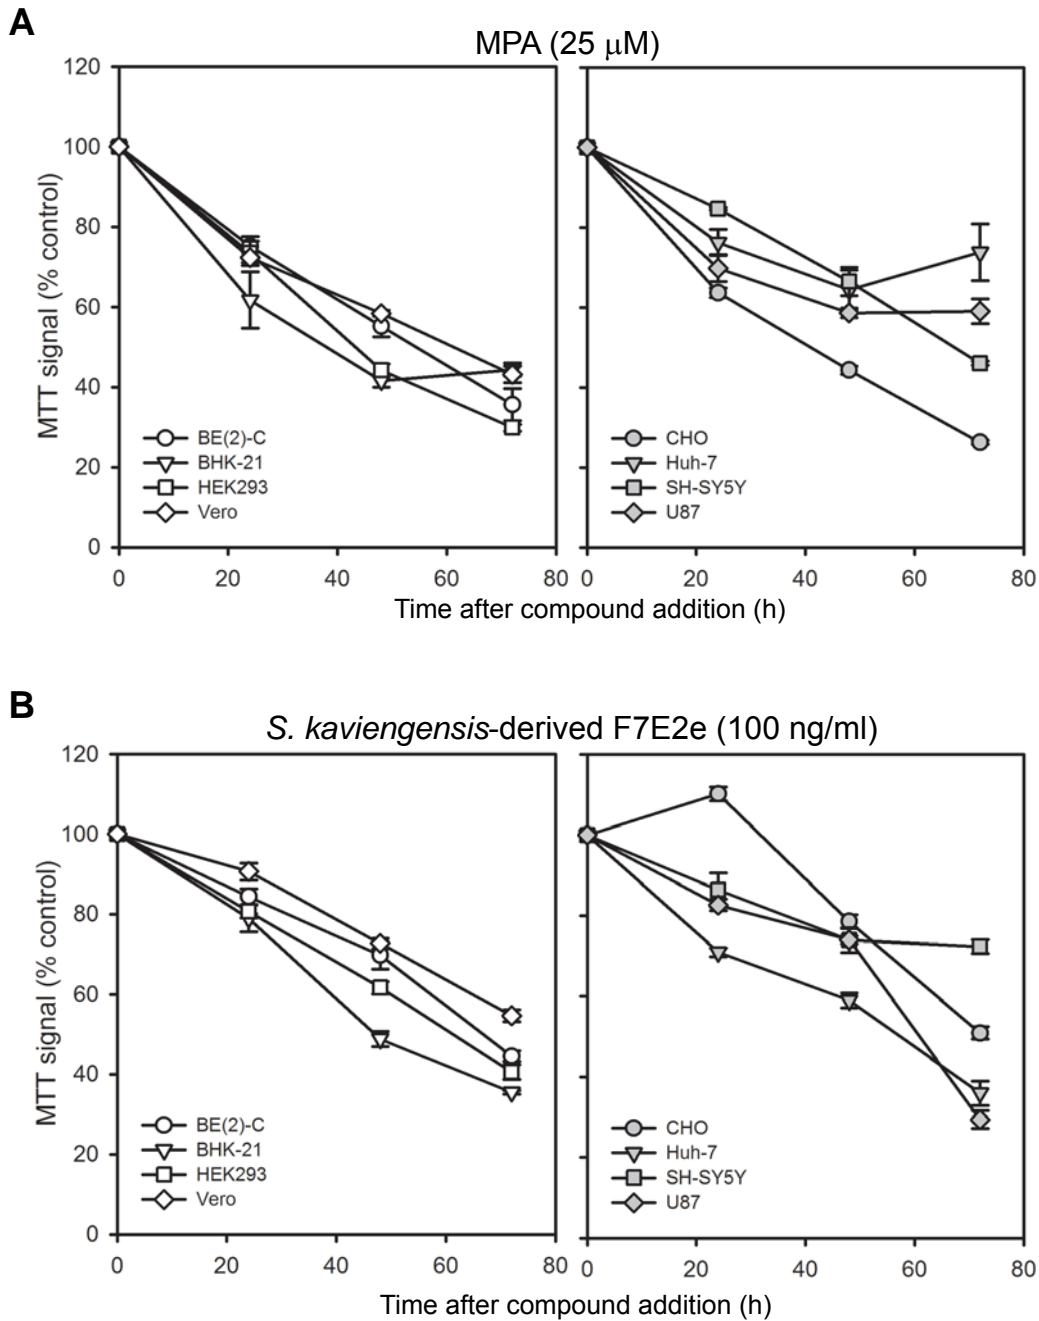 A
MPA (25 μM)
120
100
80
60
40
20
0
MTT signal (% control)
BE(2)-C
BHK-21
HEK293
Vero
CHO
Huh-7
SH-SY5Y
U87
0 20 40 60 80 0 20 40 60 80
Time after compound addition (h)
B
S. kaviengensis-derived F7E2e (100 ng/ml)
120
100
80
60
40
20
0
MTT signal (% control)
BE(2)-C
BHK-21
HEK293
Vero
CHO
Huh-7
SH-SY5Y
U87
0 20 40 60 80 0 20 40 60 80
Time after compound addition (h)